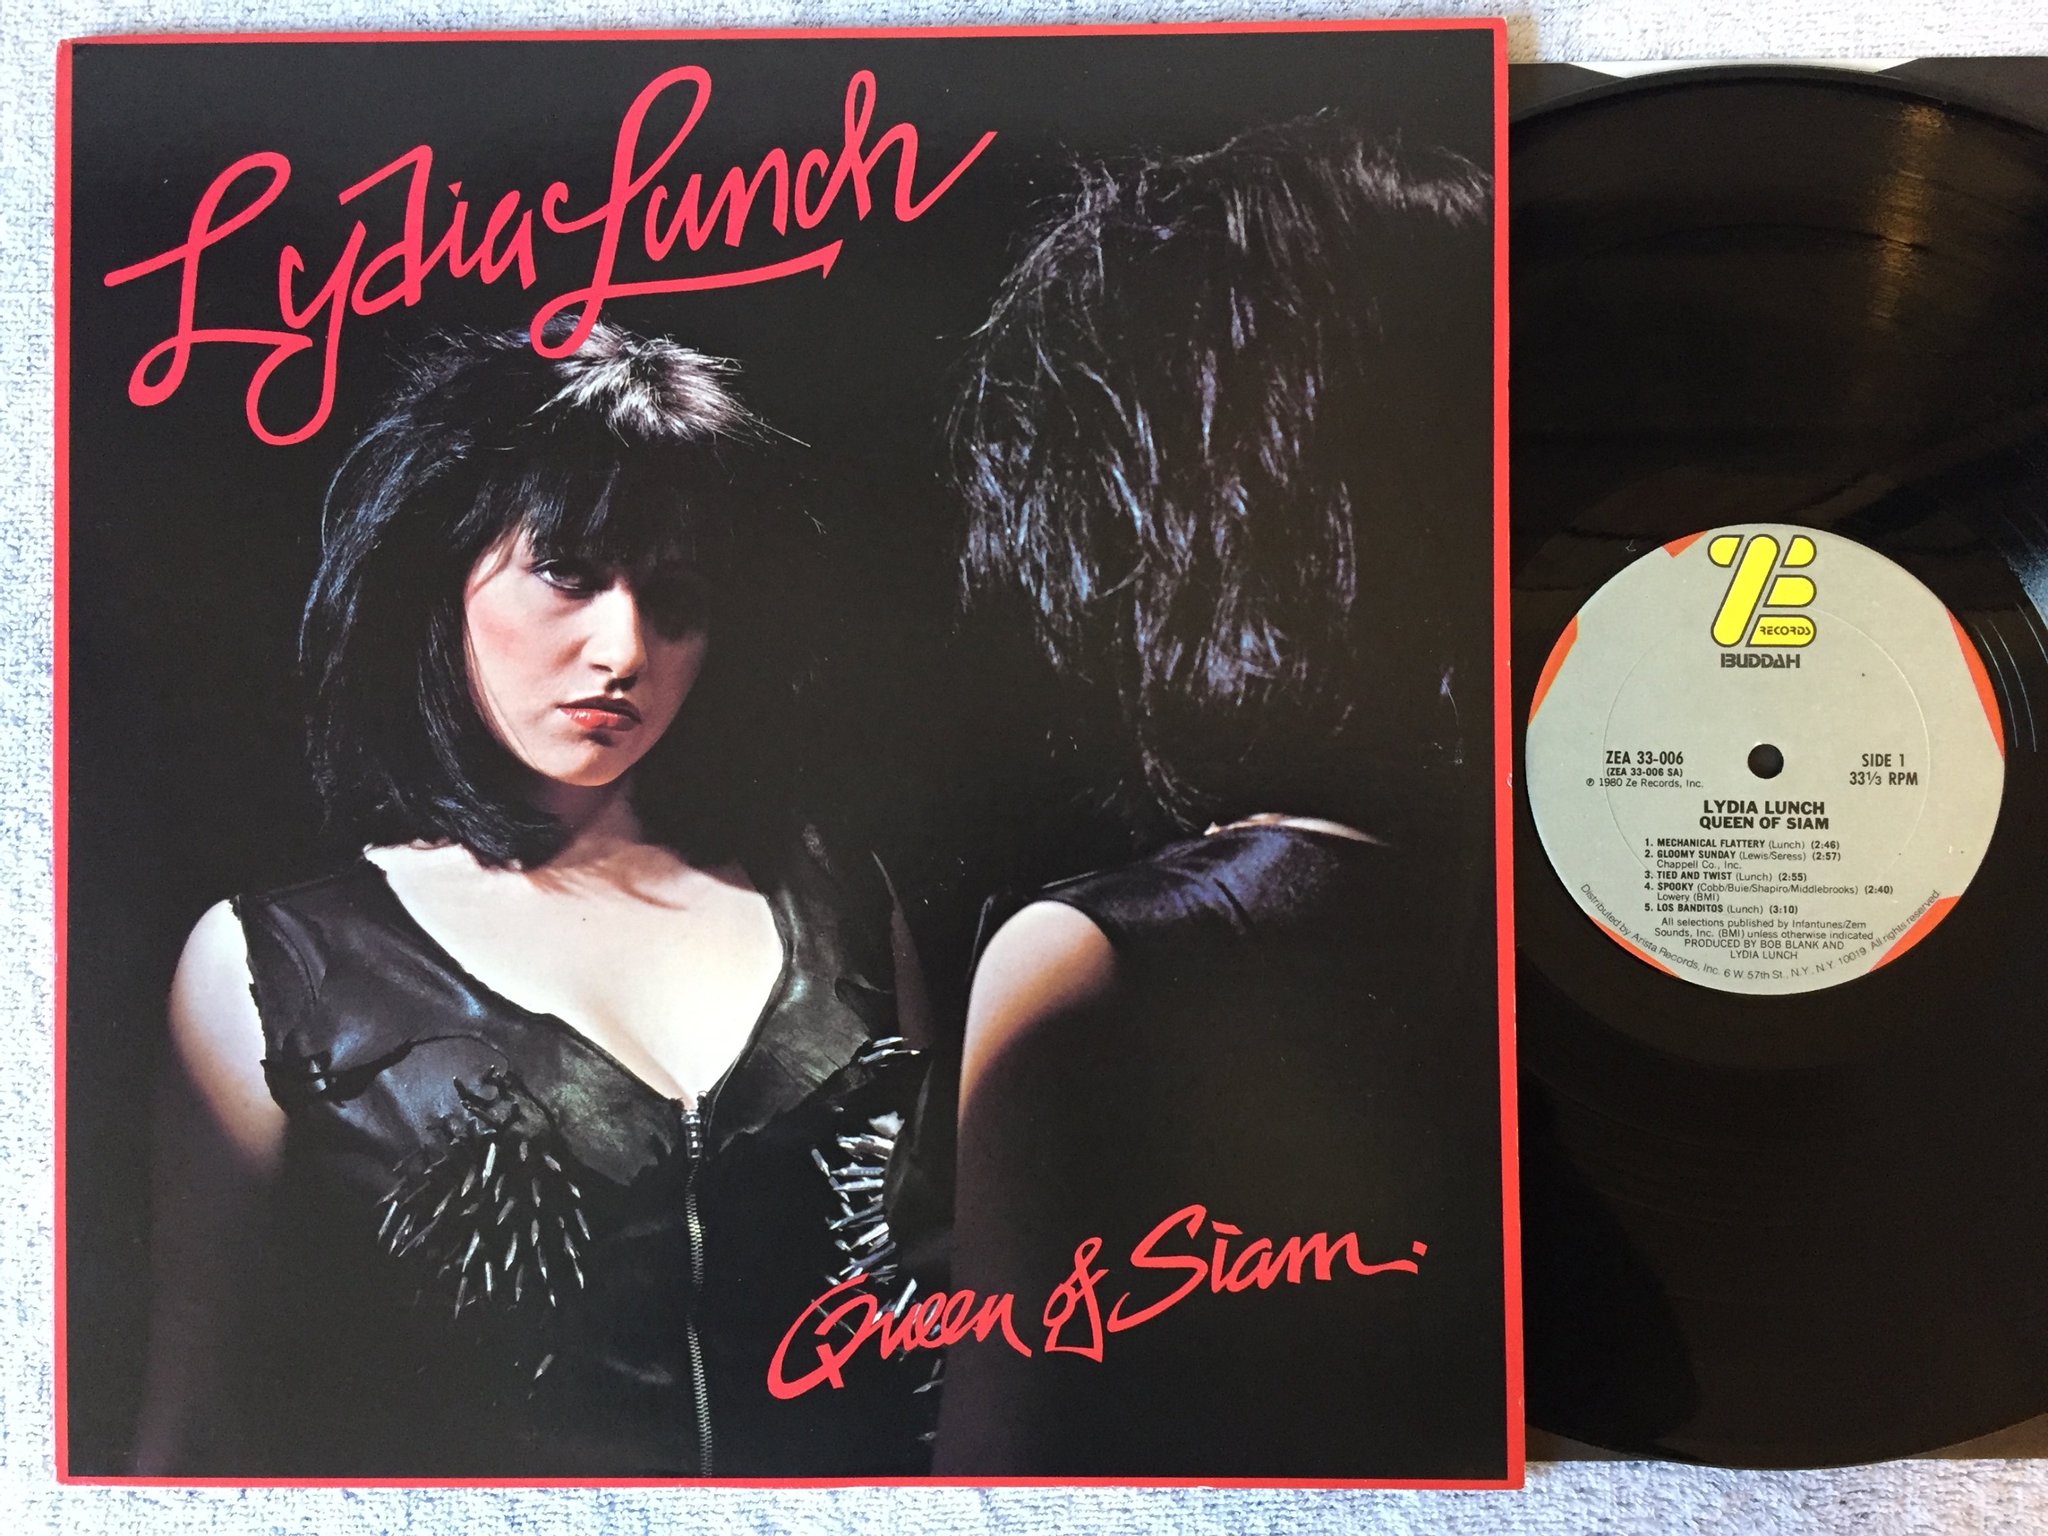 Lydia Lunch
Queen of Siam.
ZE
RECORDS
BUDDAH
ZEA 33-006
(ZEA 33-006 SA)
℗ 1980 Ze Records, Inc.
SIDE 1
33⅓ RPM
LYDIA LUNCH
QUEEN OF SIAM
1. MECHANICAL FLATTERY (Lunch) (2:46)
2. GLOOMY SUNDAY (Lewis/Seress) (2:57)
Chappell Co., Inc.
3. TIED AND TWIST (Lunch) (2:55)
4. SPOOKY (Cobb/Buie/Shapiro/Middlebrooks) (2:40)
Lowery (BMI)
5. LOS BANDITOS (Lunch) (3:10)
All selections published by Infantunes/Zem
Sounds, Inc. (BMI) unless otherwise indicated
PRODUCED BY BOB BLANK AND
LYDIA LUNCH
Distributed by Arista Records, Inc. 6 W. 57th St., N.Y., N.Y. 10019. All rights reserved.